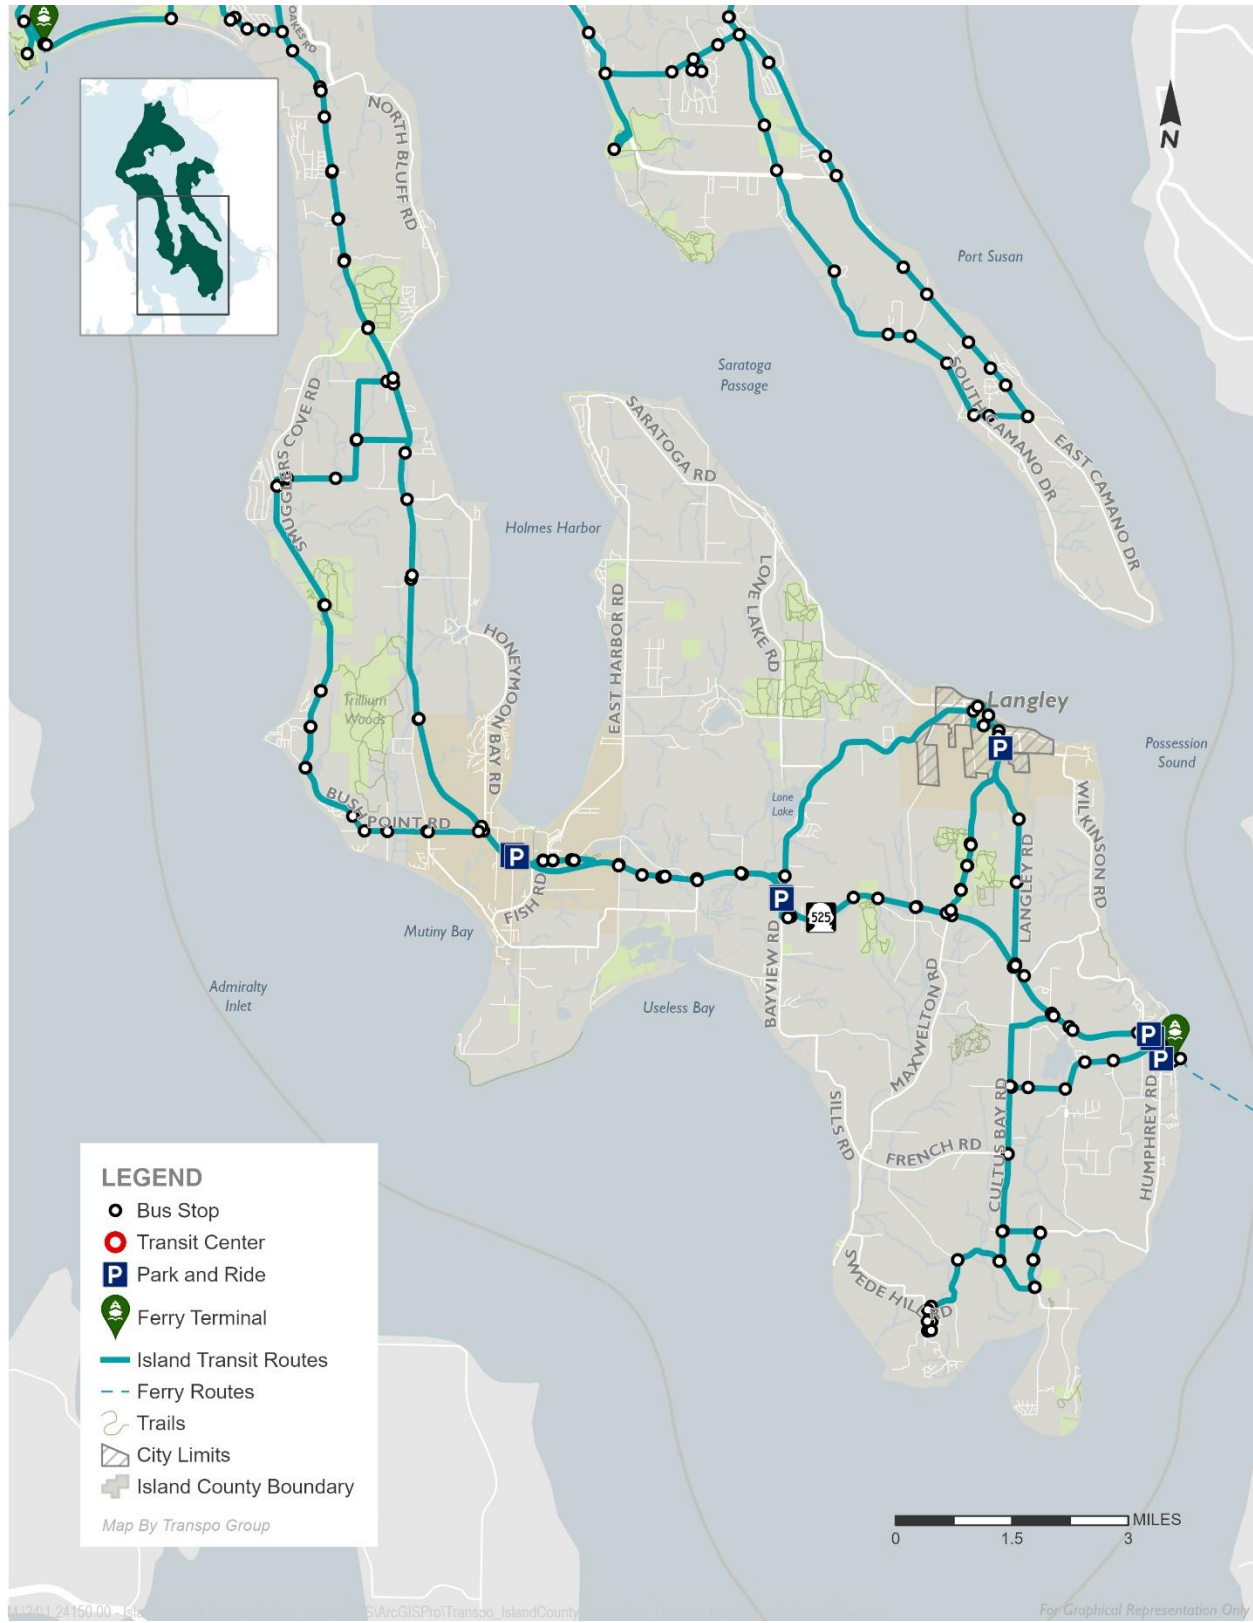 OAKES RD
NORTH BLUFF RD
N
Port Susan
Saratoga
Passage
SMUGGLERS COVE RD
SARATOGA RD
SOUTH CAMANO DR
EAST CAMANO DR
Holmes Harbor
LONE LAKE RD
EAST HARBOR RD
HONEYMOON BAY RD
Trillium
Woods
Langley
Possession
Sound
BUSH POINT RD
Lone
Lake
WILKINSON RD
LANGLEY RD
P
P
P
FISH RD
525
Mutiny Bay
BAYVIEW RD
MAXWELTON RD
Admiralty
Inlet
Useless Bay
P
P
SILLS RD
CULTUS BAY RD
HUMPHREY RD
FRENCH RD
SWEDE HILL RD
LEGEND
Bus Stop
Transit Center
P Park and Ride
Ferry Terminal
Island Transit Routes
Ferry Routes
Trails
City Limits
Island County Boundary
Map By Transpo Group
MILES
0 1.5 3
For Graphical Representation Only